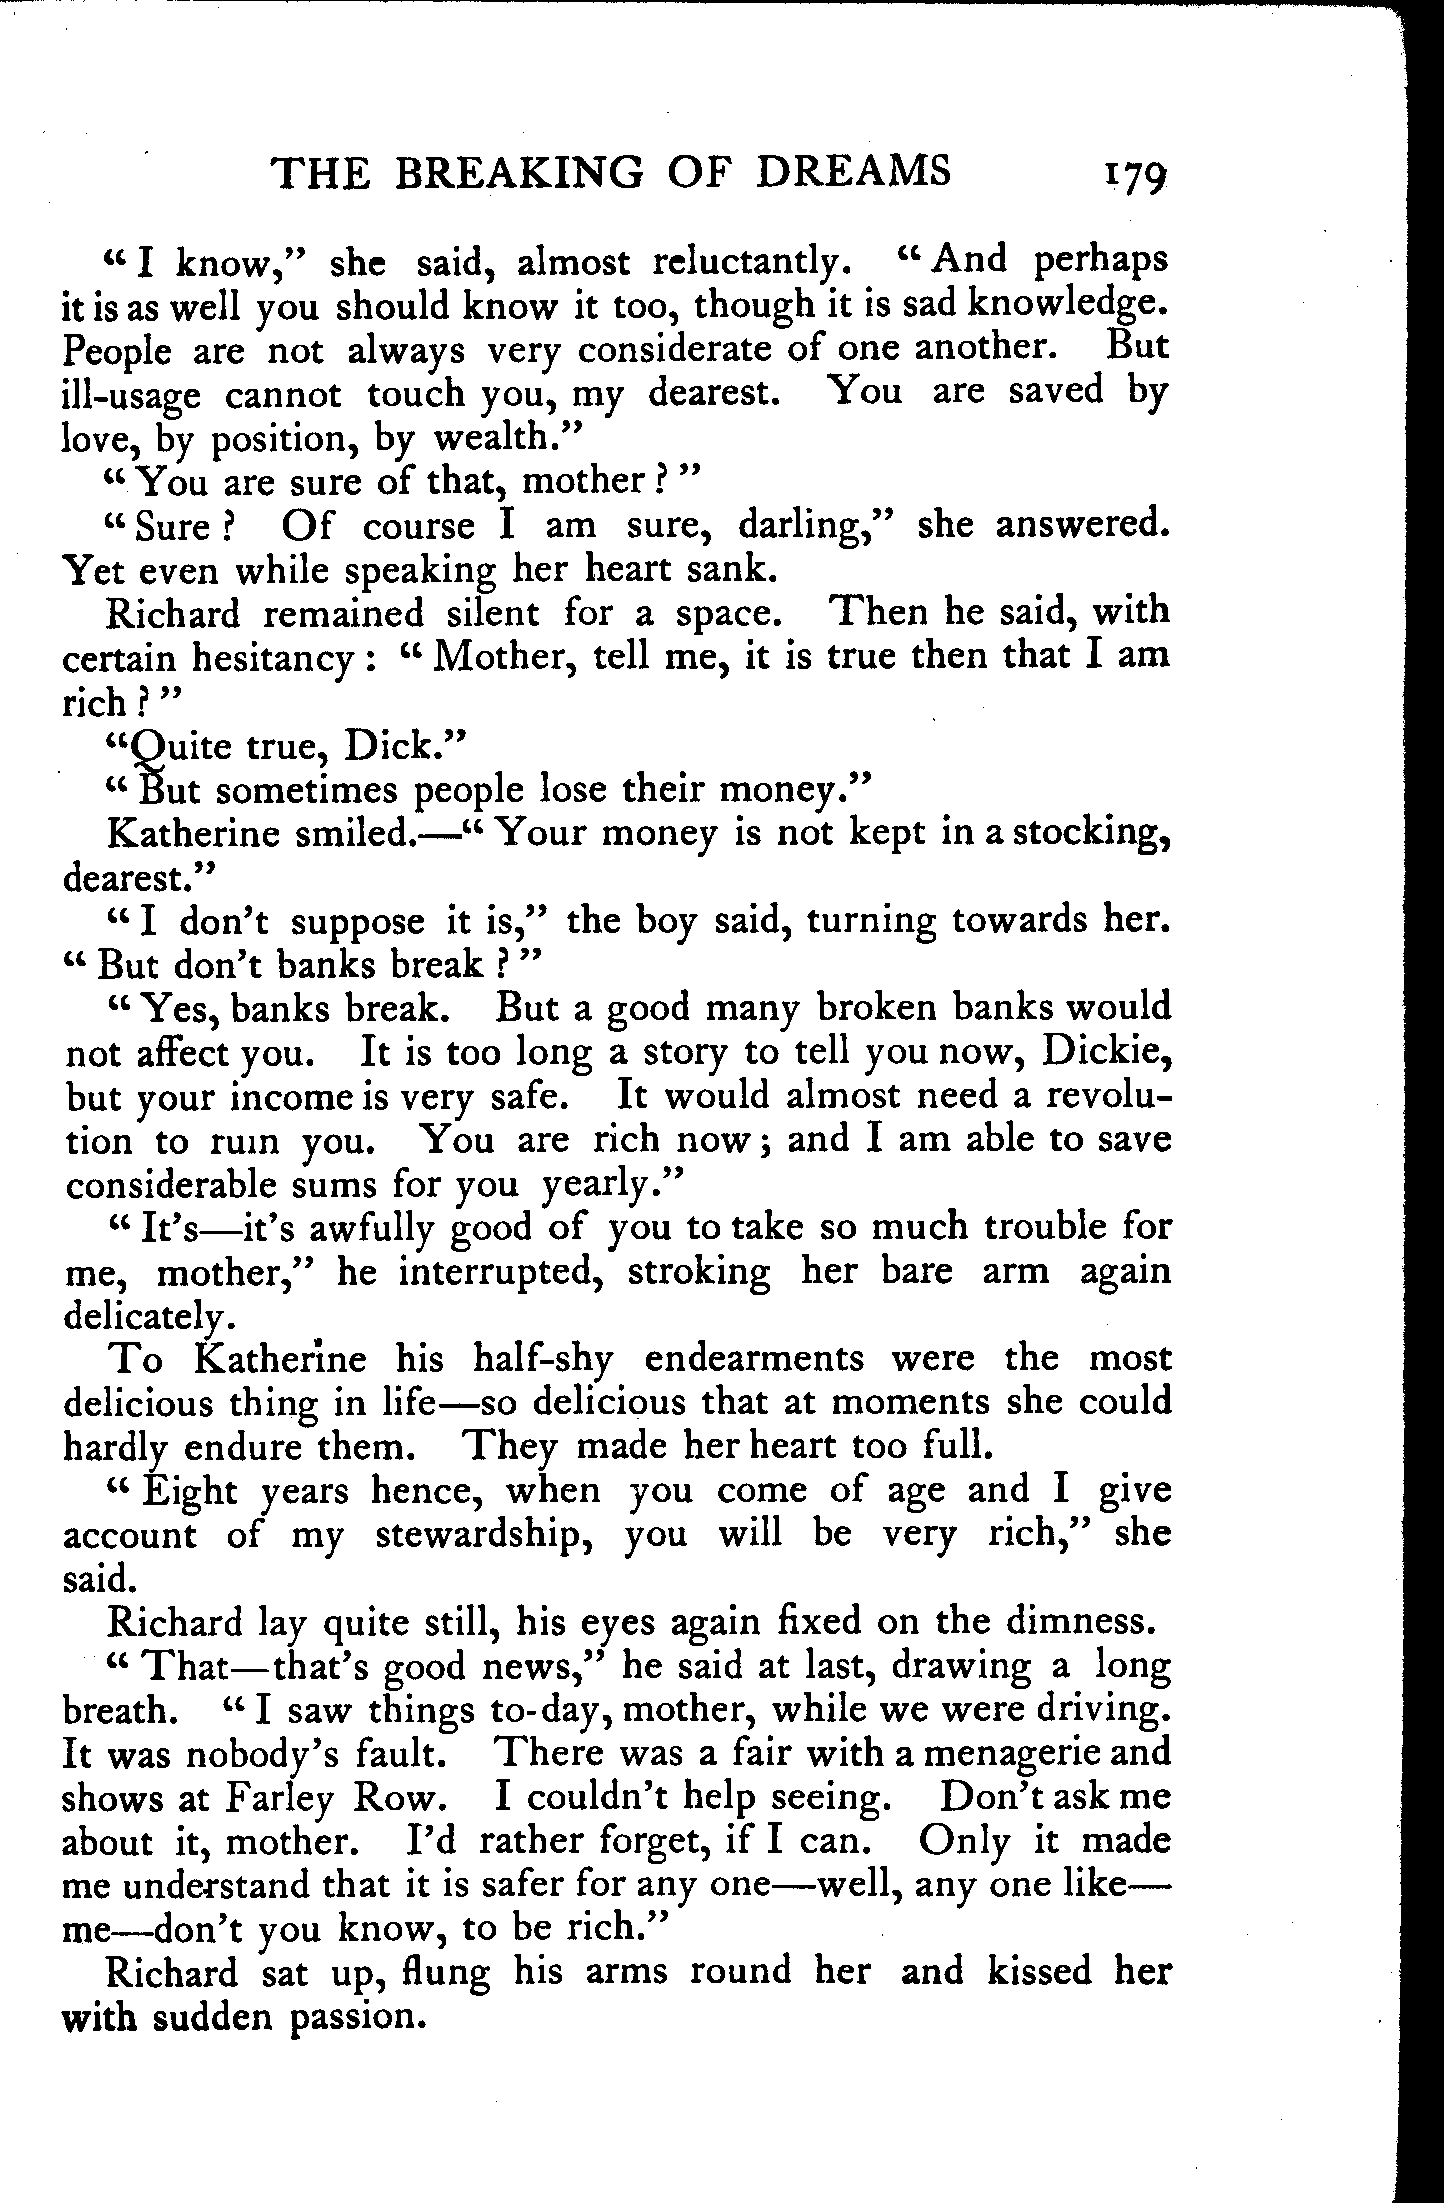 THE BREAKING OF DREAMS 179
“I know,” she said, almost reluctantly. “And perhaps
it is as well you should know it too, though it is sad knowledge.
People are not always very considerate of one another. But
ill-usage cannot touch you, my dearest. You are saved by
love, by position, by wealth.”
“You are sure of that, mother?”
“Sure? Of course I am sure, darling,” she answered.
Yet even while speaking her heart sank.
Richard remained silent for a space. Then he said, with
certain hesitancy: “Mother, tell me, it is true then that I am
rich?”
“Quite true, Dick.”
“But sometimes people lose their money.”
Katherine smiled.—“Your money is not kept in a stocking,
dearest.”
“I don’t suppose it is,” the boy said, turning towards her.
“But don’t banks break?”
“Yes, banks break. But a good many broken banks would
not affect you. It is too long a story to tell you now, Dickie,
but your income is very safe. It would almost need a revolu-
tion to ruin you. You are rich now; and I am able to save
considerable sums for you yearly.”
“It’s—it’s awfully good of you to take so much trouble for
me, mother,” he interrupted, stroking her bare arm again
delicately.
To Katherine his half-shy endearments were the most
delicious thing in life—so delicious that at moments she could
hardly endure them. They made her heart too full.
“Eight years hence, when you come of age and I give
account of my stewardship, you will be very rich,” she
said.
Richard lay quite still, his eyes again fixed on the dimness.
“That—that’s good news,” he said at last, drawing a long
breath. “I saw things to-day, mother, while we were driving.
It was nobody’s fault. There was a fair with a menagerie and
shows at Farley Row. I couldn’t help seeing. Don’t ask me
about it, mother. I’d rather forget, if I can. Only it made
me understand that it is safer for any one—well, any one like—
me—don’t you know, to be rich.”
Richard sat up, flung his arms round her and kissed her
with sudden passion.